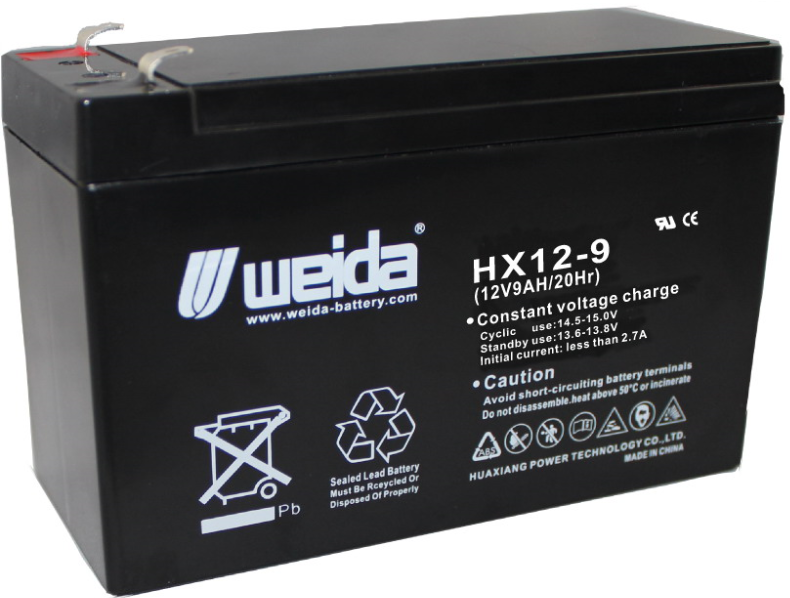 weida®
www.weida-battery.com
CE
HX12-9
(12V9AH/20Hr)
•Constant voltage charge
Cyclic use:14.5-15.0V
Standby use:13.6-13.8V
Initial current: less than 2.7A
•Caution
Avoid short-circuiting battery terminals
Do not disassemble.heat above 50°C or incinerate
ABS
HUAXIANG POWER TECHNOLOGY CO.,LTD.
MADE IN CHINA
Sealed Lead Battery
Must Be Rceycled Or
Disposed Of Properly
Pb